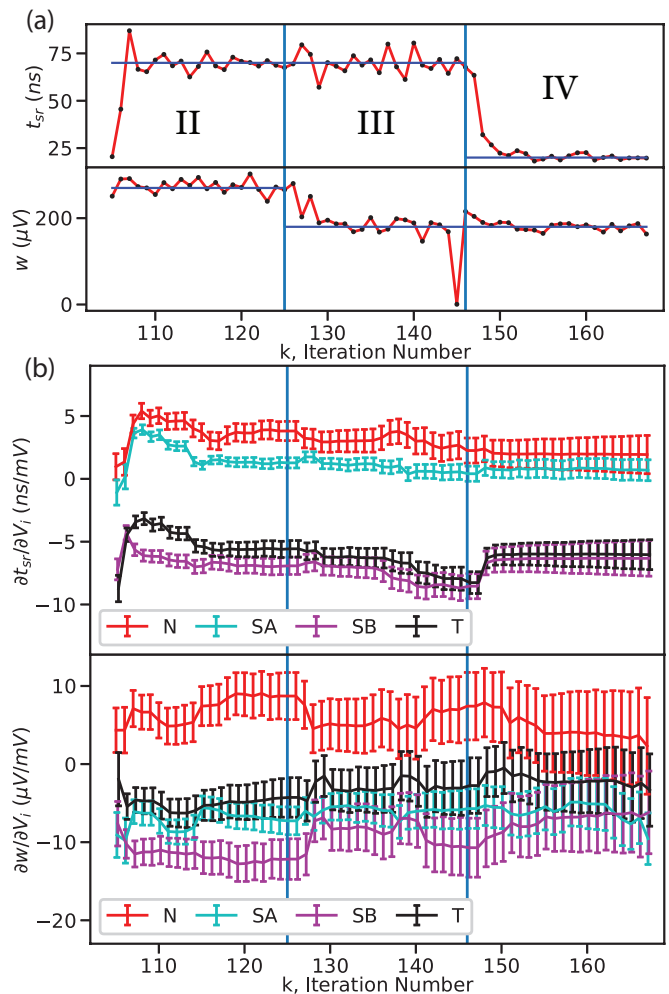 (a)
t_sr (ns)
75
50
25
II
III
IV
w (μV)
200
0
110
120
130
140
150
160
k, Iteration Number
(b)
∂t_sr/∂V_i (ns/mV)
5
0
−5
−10
N SA SB T
∂w/∂V_i (μV/mV)
10
0
−10
−20
N SA SB T
110
120
130
140
150
160
k, Iteration Number